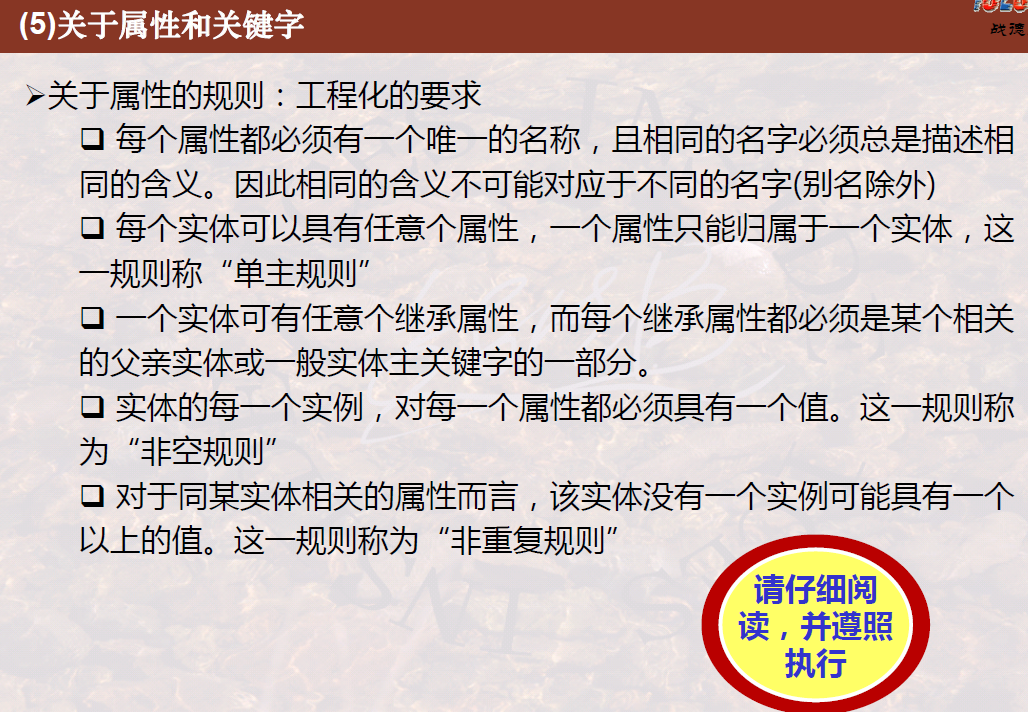 (5)关于属性和关键字
战德
➢关于属性的规则：工程化的要求
❑ 每个属性都必须有一个唯一的名称，且相同的名字必须总是描述相
同的含义。因此相同的含义不可能对应于不同的名字(别名除外)
❑ 每个实体可以具有任意个属性，一个属性只能归属于一个实体，这
一规则称“单主规则”
❑ 一个实体可有任意个继承属性，而每个继承属性都必须是某个相关
的父亲实体或一般实体主关键字的一部分。
❑ 实体的每一个实例，对每一个属性都必须具有一个值。这一规则称
为“非空规则”
❑ 对于同某实体相关的属性而言，该实体没有一个实例可能具有一个
以上的值。这一规则称为“非重复规则”
请仔细阅
读，并遵照
执行